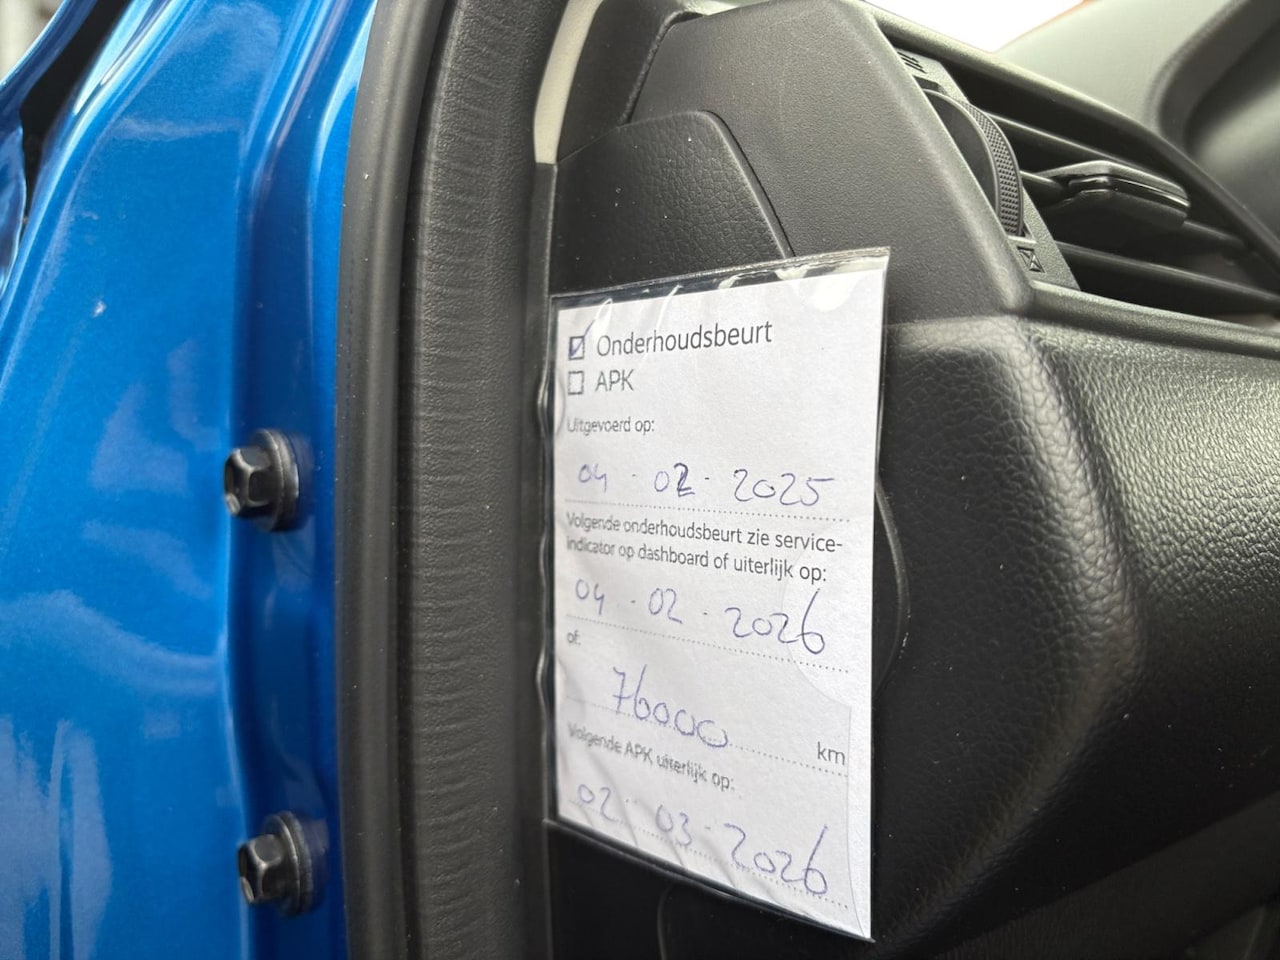 ☑ Onderhoudsbeurt
☐ APK
Uitgevoerd op:
04 - 02 - 2025
Volgende onderhoudsbeurt zie service-
indicator op dashboard of uiterlijk op:
04 - 02 - 2026
of:
76000 km
Volgende APK uiterlijk op:
02 - 03 - 2026